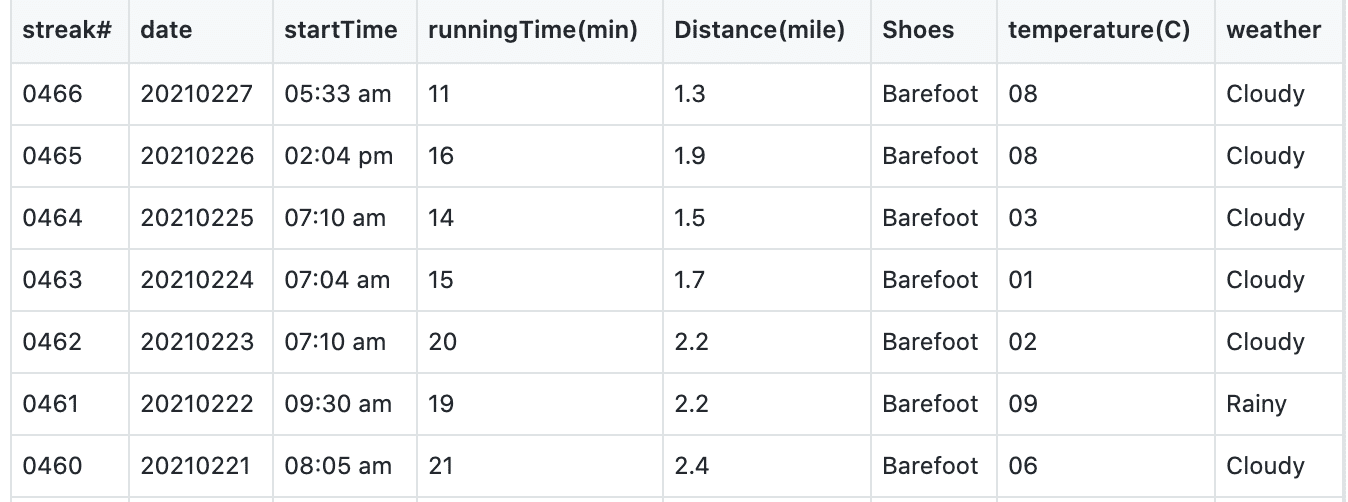 streak# date startTime runningTime(min) Distance(mile) Shoes temperature(C) weather
0466 20210227 05:33 am 11 1.3 Barefoot 08 Cloudy
0465 20210226 02:04 pm 16 1.9 Barefoot 08 Cloudy
0464 20210225 07:10 am 14 1.5 Barefoot 03 Cloudy
0463 20210224 07:04 am 15 1.7 Barefoot 01 Cloudy
0462 20210223 07:10 am 20 2.2 Barefoot 02 Cloudy
0461 20210222 09:30 am 19 2.2 Barefoot 09 Rainy
0460 20210221 08:05 am 21 2.4 Barefoot 06 Cloudy